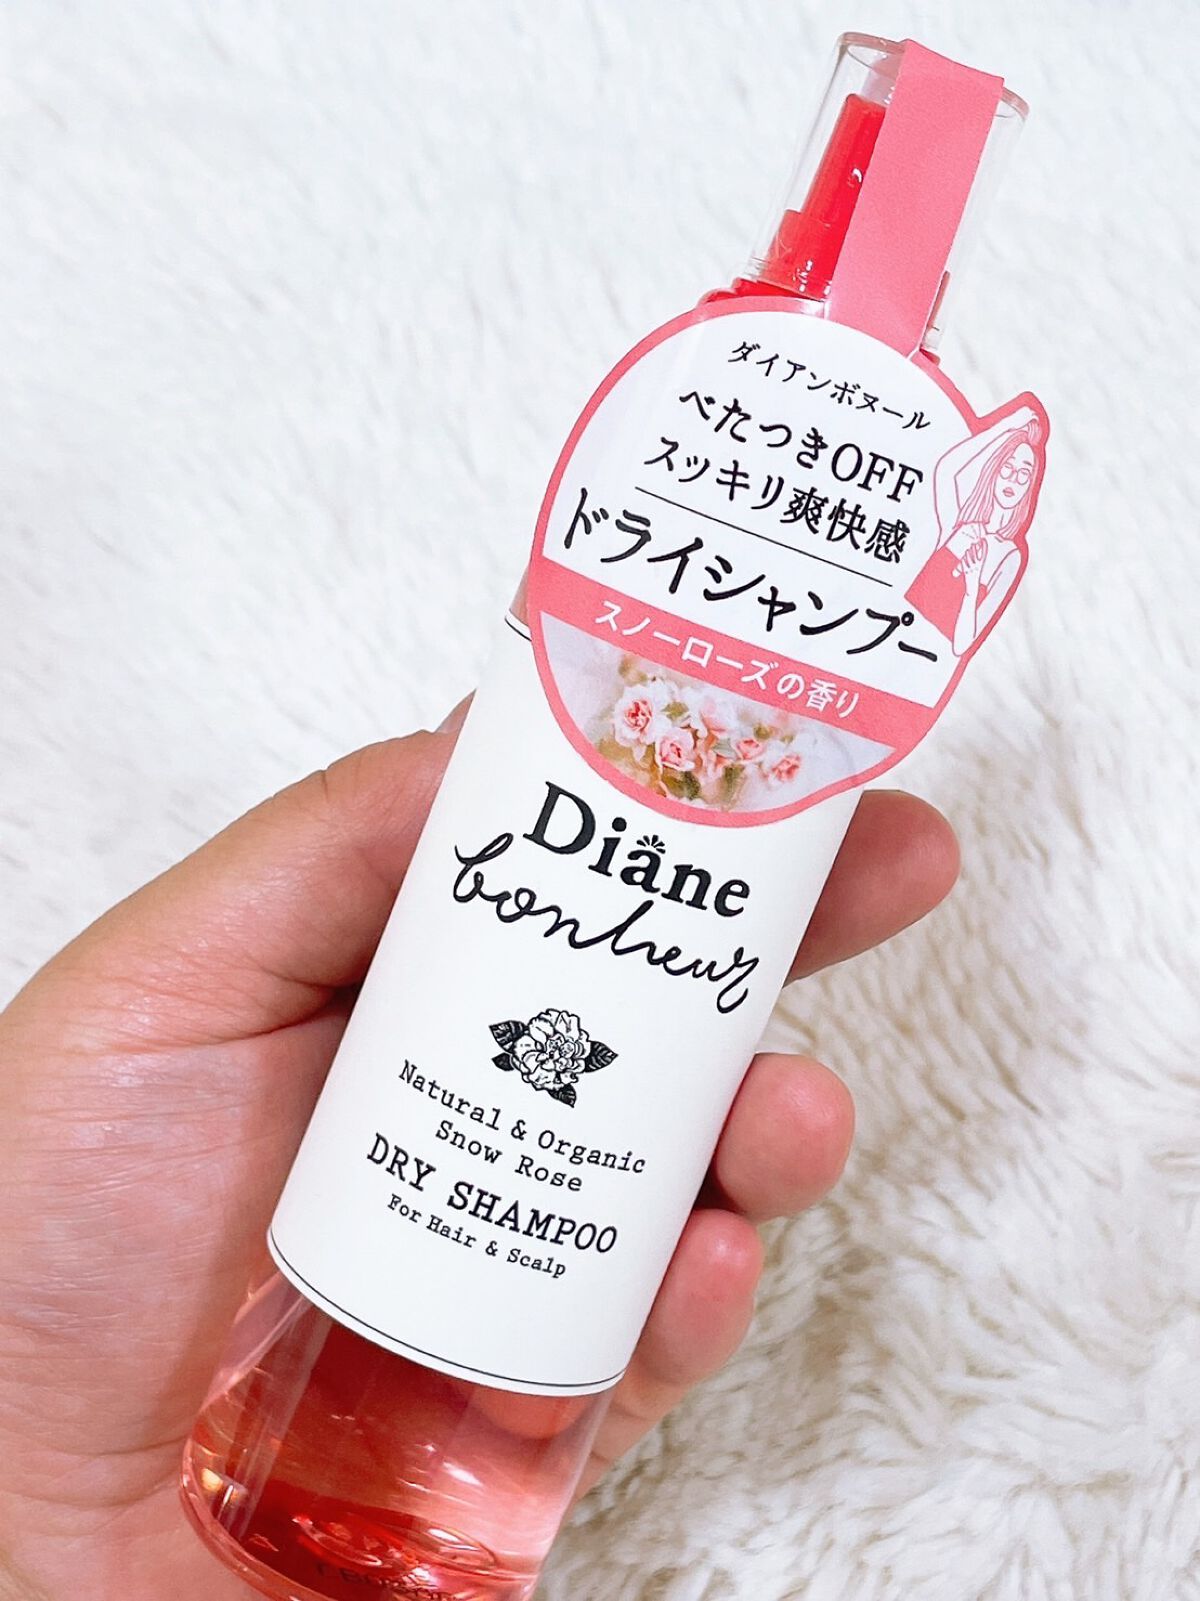 ダイアンボヌール
べたつきOFF
スッキリ爽快感
ドライシャンプー
スノーローズの香り
Diane
bonheur
Natural & Organic
Snow Rose
DRY SHAMPOO
For Hair & Scalp